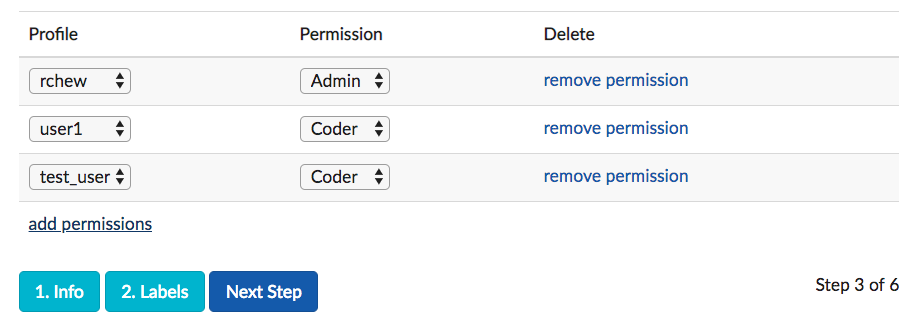 Profile Permission Delete
rchew Admin remove permission
user1 Coder remove permission
test_user Coder remove permission
add permissions
1. Info 2. Labels Next Step Step 3 of 6